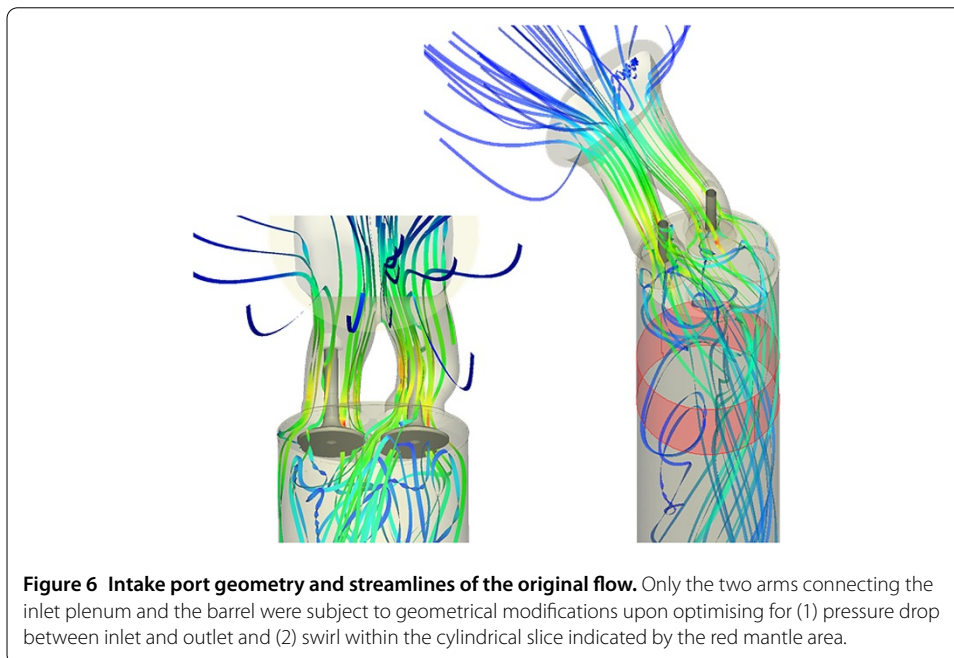 Figure 6 Intake port geometry and streamlines of the original flow. Only the two arms connecting the
inlet plenum and the barrel were subject to geometrical modifications upon optimising for (1) pressure drop
between inlet and outlet and (2) swirl within the cylindrical slice indicated by the red mantle area.